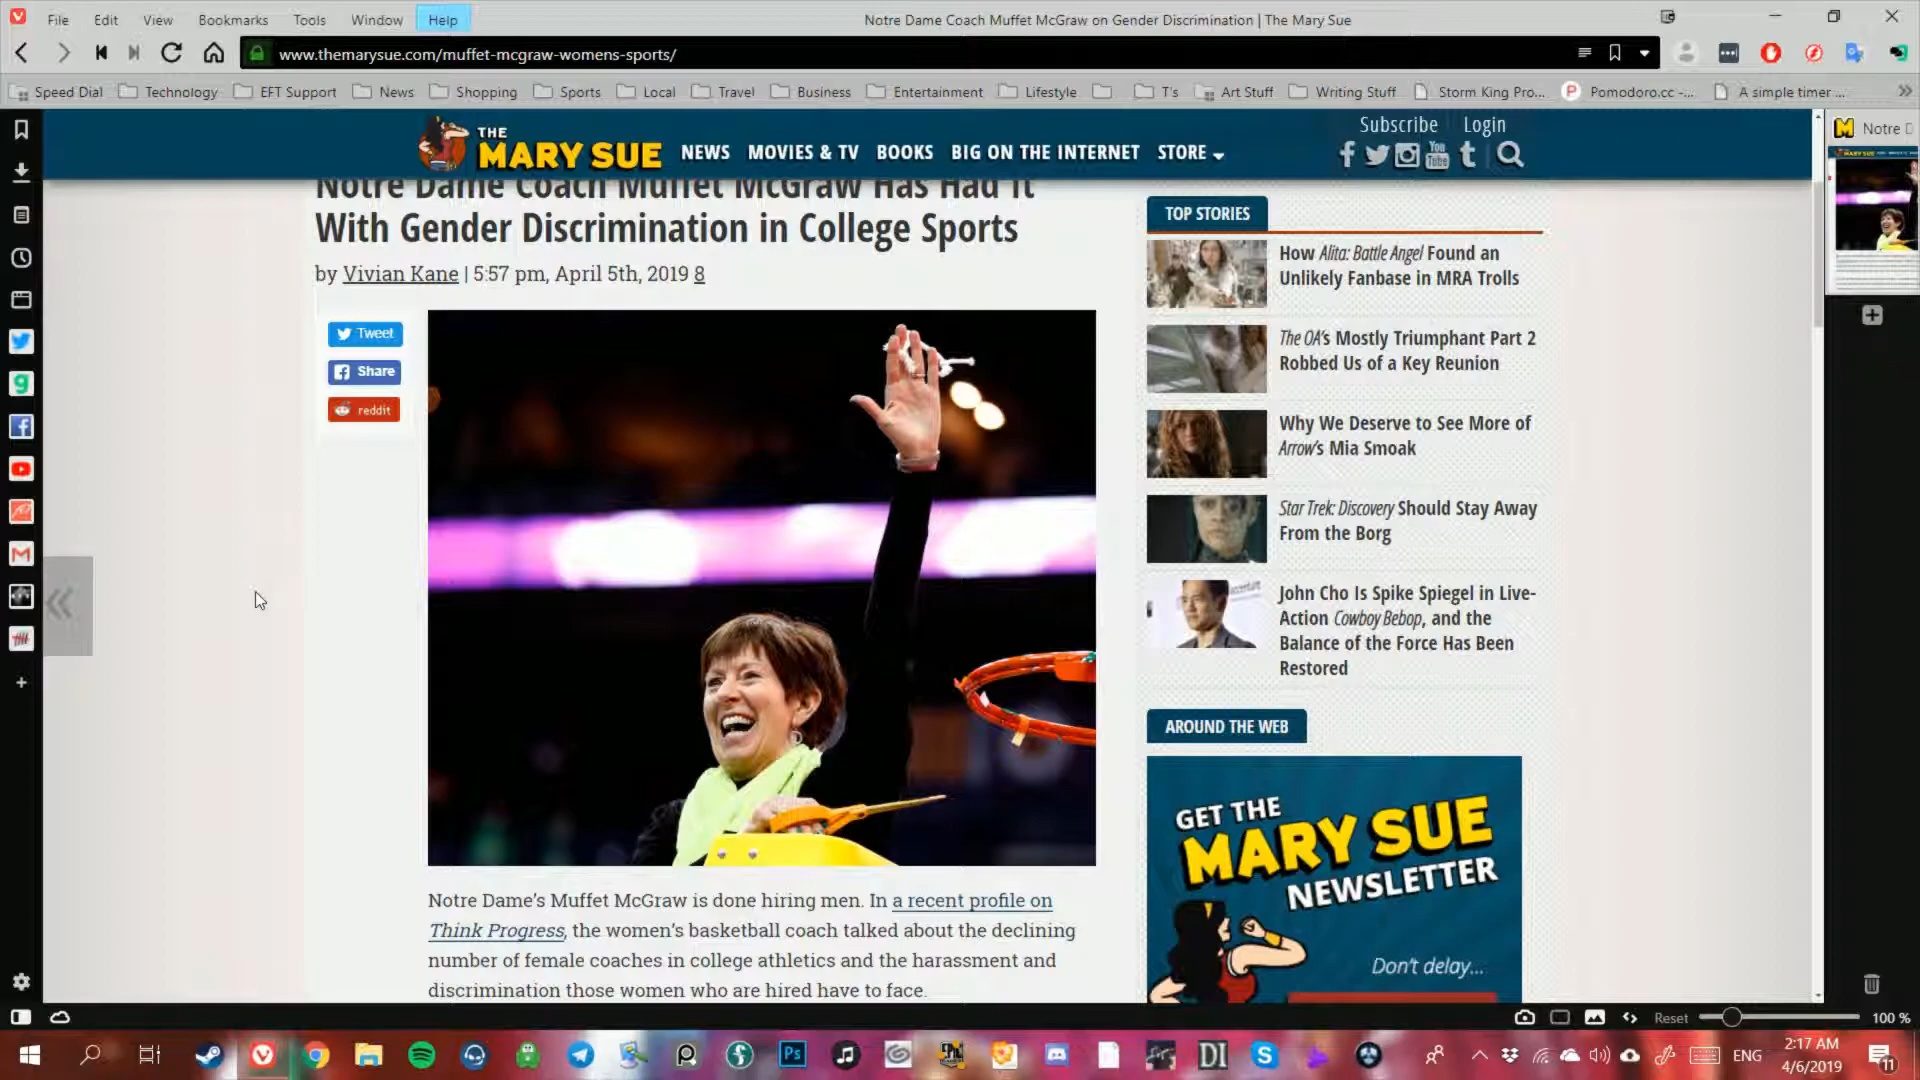 File Edit View Bookmarks Tools Window Help
Notre Dame Coach Muffet McGraw on Gender Discrimination | The Mary Sue
www.themarysue.com/muffet-mcgraw-womens-sports/
Speed Dial Technology EFT Support News Shopping Sports Local Travel Business Entertainment Lifestyle T's Art Stuff Writing Stuff Storm King Pro... Pomodoro.cc -... A simple timer ...
Subscribe Login
THE
MARY SUE
NEWS MOVIES & TV BOOKS BIG ON THE INTERNET STORE
Notre D
Notre Dame Coach Muffet McGraw Has Had It
With Gender Discrimination in College Sports
by Vivian Kane | 5:57 pm, April 5th, 2019 8
Tweet
Share
reddit
Notre Dame's Muffet McGraw is done hiring men. In a recent profile on
Think Progress, the women's basketball coach talked about the declining
number of female coaches in college athletics and the harassment and
discrimination those women who are hired have to face.
TOP STORIES
How Alita: Battle Angel Found an
Unlikely Fanbase in MRA Trolls
The OA's Mostly Triumphant Part 2
Robbed Us of a Key Reunion
Why We Deserve to See More of
Arrow's Mia Smoak
Star Trek: Discovery Should Stay Away
From the Borg
John Cho Is Spike Spiegel in Live-
Action Cowboy Bebop, and the
Balance of the Force Has Been
Restored
AROUND THE WEB
GET THE
MARY SUE
NEWSLETTER
Don't delay...
Reset 100 %
ENG
2:17 AM
4/6/2019
11